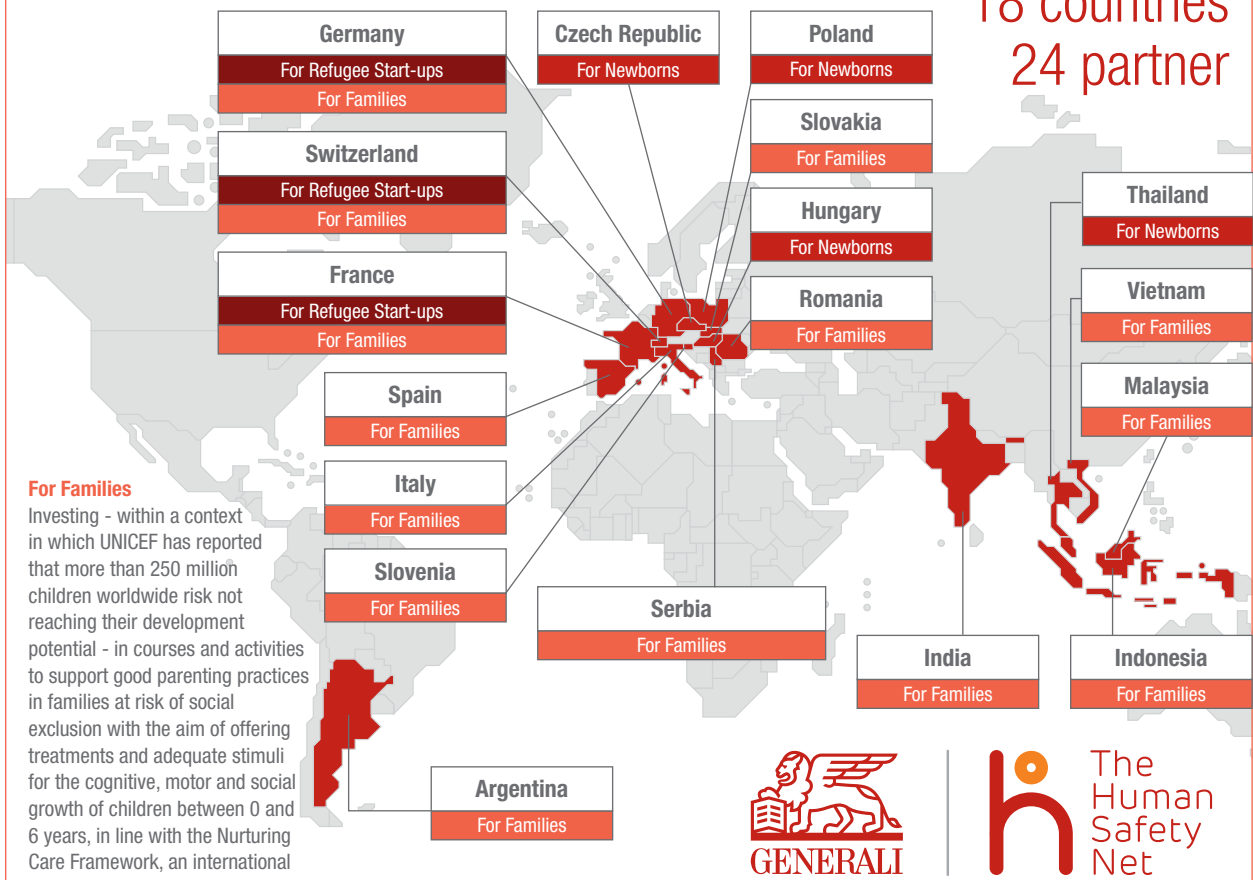 18 countries
24 partner
Germany
For Refugee Start-ups
For Families
Czech Republic
For Newborns
Poland
For Newborns
Slovakia
For Families
Switzerland
For Refugee Start-ups
For Families
Hungary
For Newborns
Thailand
For Newborns
France
For Refugee Start-ups
For Families
Romania
For Families
Vietnam
For Families
Spain
For Families
Malaysia
For Families
Italy
For Families
Slovenia
For Families
Serbia
For Families
India
For Families
Indonesia
For Families
Argentina
For Families
For Families
Investing - within a context
in which UNICEF has reported
that more than 250 million
children worldwide risk not
reaching their development
potential - in courses and activities
to support good parenting practices
in families at risk of social
exclusion with the aim of offering
treatments and adequate stimuli
for the cognitive, motor and social
growth of children between 0 and
6 years, in line with the Nurturing
Care Framework, an international
GENERALI
The
Human
Safety
Net